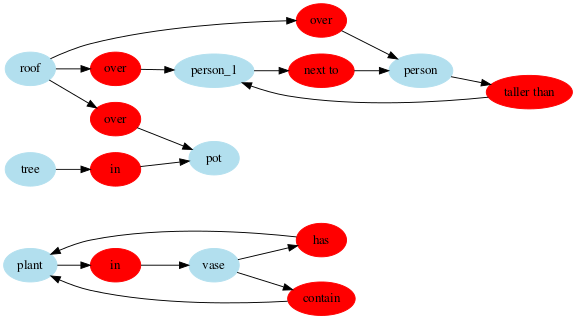 over
roof
over
person_1
next to
person
taller than
over
pot
tree
in
has
plant
in
vase
contain